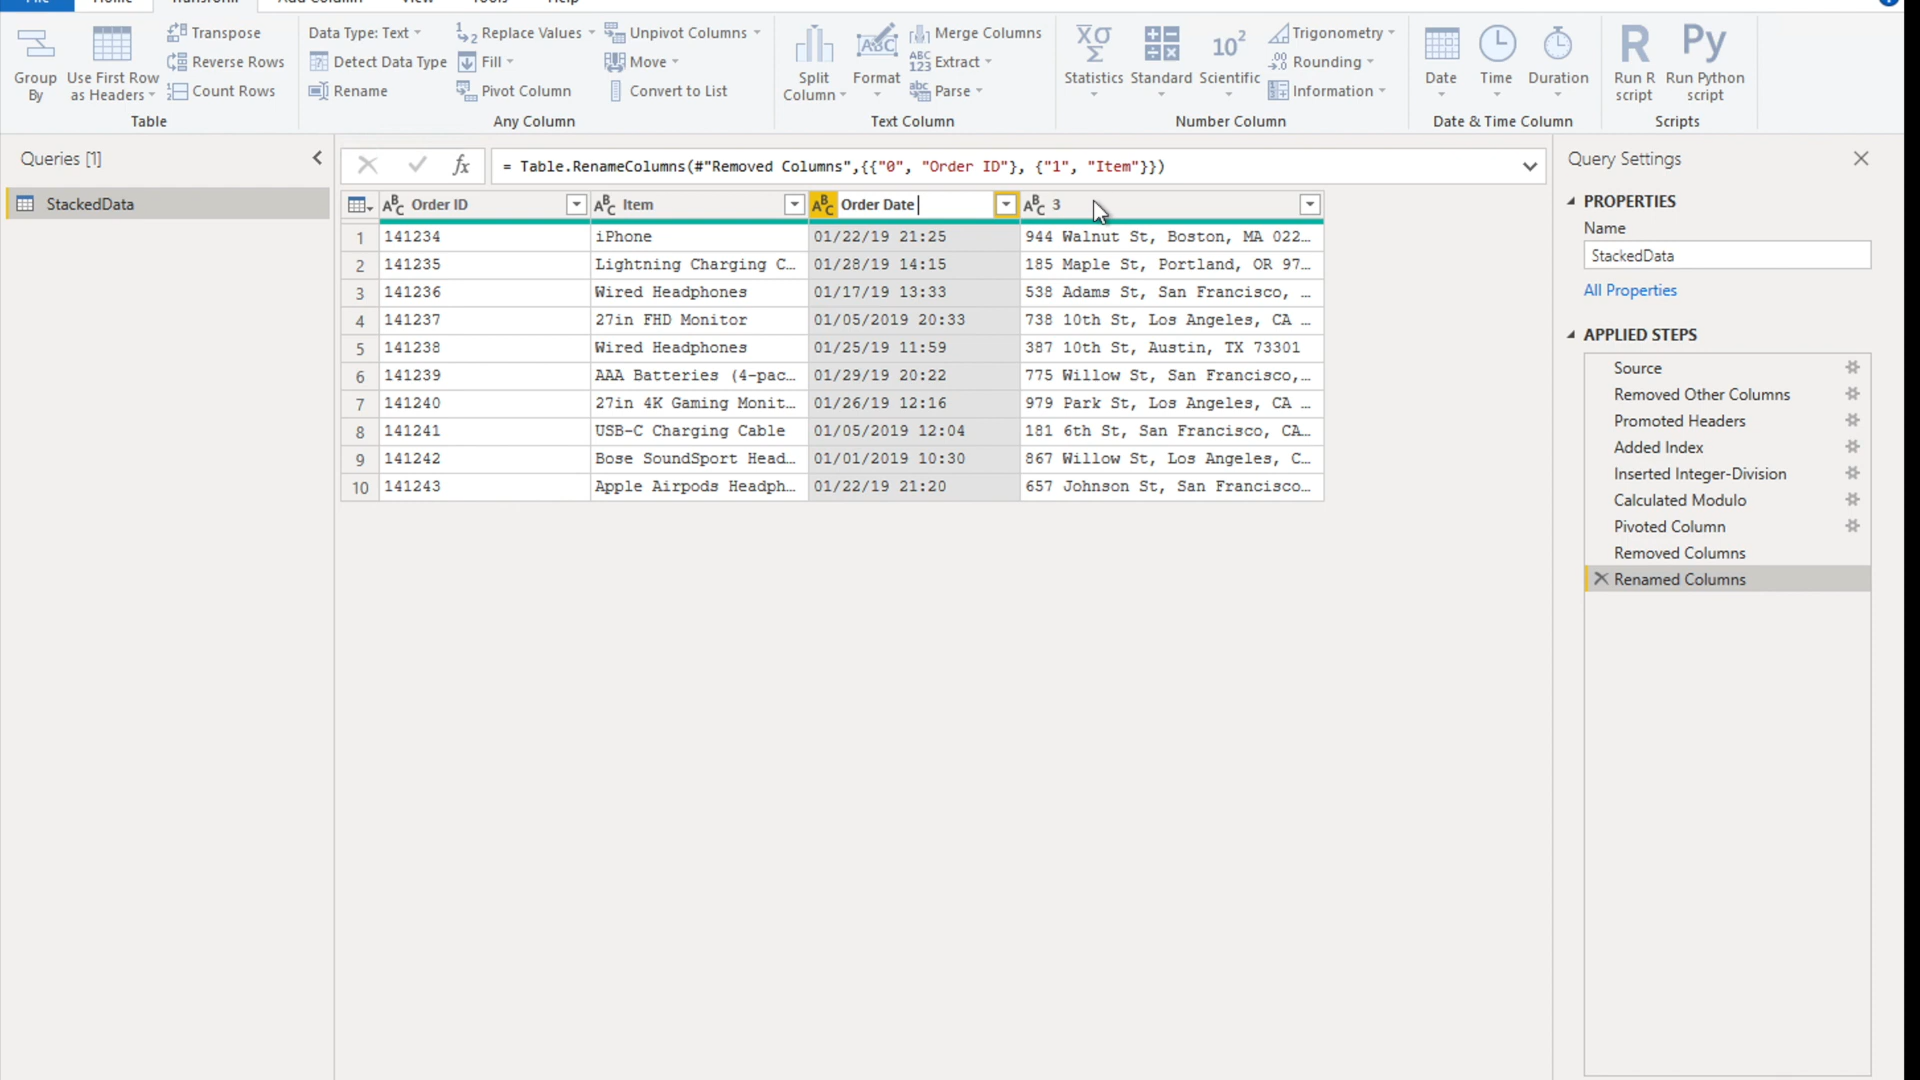 File Home Transform Add Column View Tools Help
Group By
Use First Row as Headers
Transpose
Reverse Rows
Count Rows
Table
Data Type: Text
Detect Data Type
Rename
Replace Values
Fill
Pivot Column
Unpivot Columns
Move
Convert to List
Any Column
Split Column
Format
Merge Columns
Extract
Parse
Text Column
Statistics
Standard
Scientific
Trigonometry
Rounding
Information
Number Column
Date
Time
Duration
Date & Time Column
Run R script
Run Python script
Scripts
Queries [1]
StackedData
= Table.RenameColumns(#"Removed Columns",{{"0", "Order ID"}, {"1", "Item"}})
Order ID Item Order Date 3
1 141234 iPhone 01/22/19 21:25 944 Walnut St, Boston, MA 022…
2 141235 Lightning Charging C… 01/28/19 14:15 185 Maple St, Portland, OR 97…
3 141236 Wired Headphones 01/17/19 13:33 538 Adams St, San Francisco, …
4 141237 27in FHD Monitor 01/05/2019 20:33 738 10th St, Los Angeles, CA …
5 141238 Wired Headphones 01/25/19 11:59 387 10th St, Austin, TX 73301
6 141239 AAA Batteries (4-pac… 01/29/19 20:22 775 Willow St, San Francisco,…
7 141240 27in 4K Gaming Monit… 01/26/19 12:16 979 Park St, Los Angeles, CA …
8 141241 USB-C Charging Cable 01/05/2019 12:04 181 6th St, San Francisco, CA…
9 141242 Bose SoundSport Head… 01/01/2019 10:30 867 Willow St, Los Angeles, C…
10 141243 Apple Airpods Headph… 01/22/19 21:20 657 Johnson St, San Francisco…
Query Settings
PROPERTIES
Name
StackedData
All Properties
APPLIED STEPS
Source
Removed Other Columns
Promoted Headers
Added Index
Inserted Integer-Division
Calculated Modulo
Pivoted Column
Removed Columns
Renamed Columns